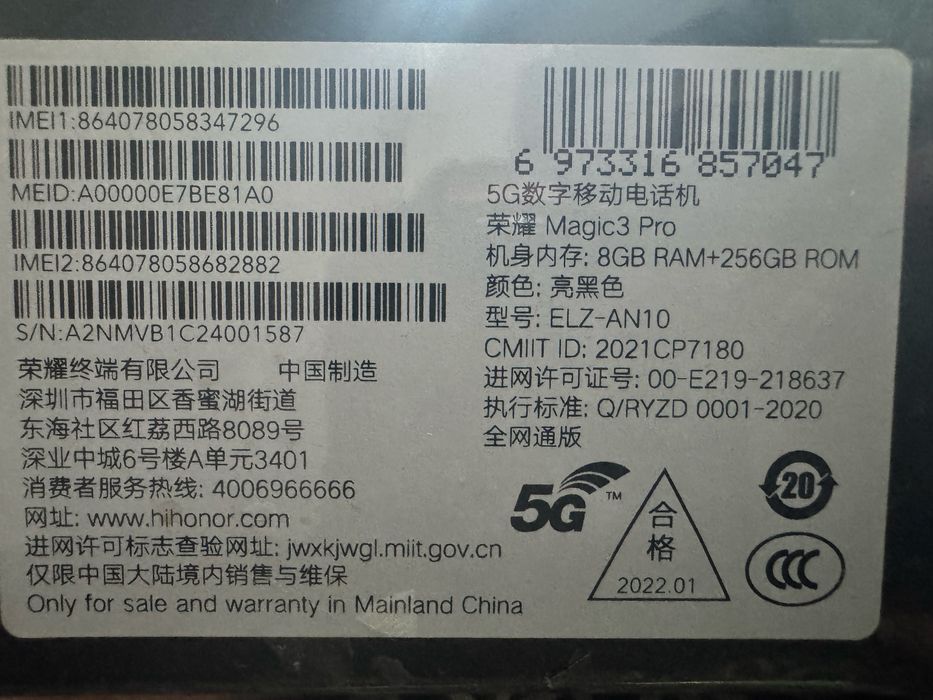 IMEI1:864078058347296
MEID:A00000E7BE81A0
IMEI2:864078058682882
S/N:A2NMVB1C24001587
荣耀终端有限公司 中国制造
深圳市福田区香蜜湖街道
东海社区红荔西路8089号
深业中城6号楼A单元3401
消费者服务热线: 4006966666
网址: www.hihonor.com
进网许可标志查验网址: jwxkjwgl.miit.gov.cn
仅限中国大陆境内销售与维保
Only for sale and warranty in Mainland China
6 973316 857047
5G数字移动电话机
荣耀 Magic3 Pro
机身内存: 8GB RAM+256GB ROM
颜色: 亮黑色
型号: ELZ-AN10
CMIIT ID: 2021CP7180
进网许可证号: 00-E219-218637
执行标准: Q/RYZD 0001-2020
全网通版
5G™
合
格
2022.01
20
CCC